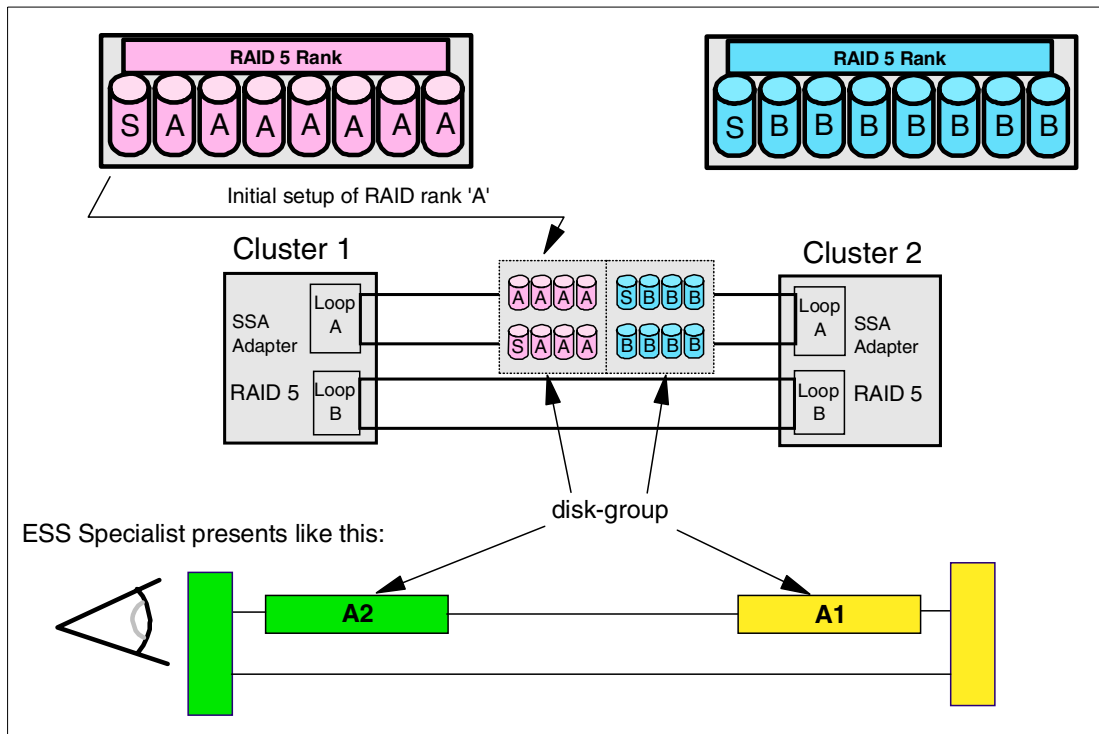 RAID 5 Rank
S A A A A A A A
RAID 5 Rank
S B B B B B B B
Initial setup of RAID rank 'A'
Cluster 1
Cluster 2
SSA
Adapter
RAID 5
Loop
A
Loop
B
A A A A
S A A A
S B B B
B B B B
Loop
A
Loop
B
SSA
Adapter
RAID 5
disk-group
ESS Specialist presents like this:
A2
A1